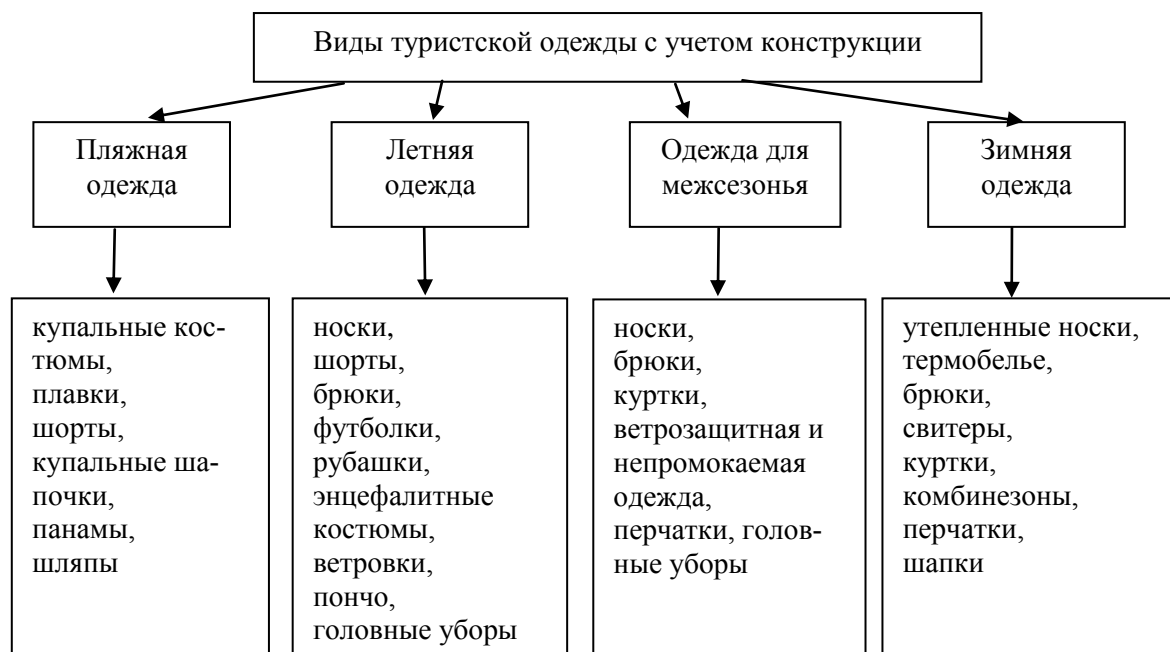 Виды туристской одежды с учетом конструкции
Пляжная
одежда
Летняя
одежда
Одежда для
межсезонья
Зимняя
одежда
купальные кос-
тюмы,
плавки,
шорты,
купальные ша-
почки,
панамы,
шляпы
носки,
шорты,
брюки,
футболки,
рубашки,
энцефалитные
костюмы,
ветровки,
пончо,
головные уборы
носки,
брюки,
куртки,
ветрозащитная и
непромокаемая
одежда,
перчатки, голов-
ные уборы
утепленные носки,
термобелье,
брюки,
свитеры,
куртки,
комбинезоны,
перчатки,
шапки